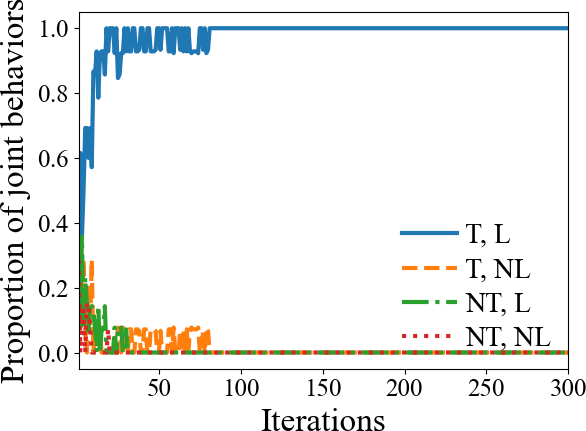 Proportion of joint behaviors
1.0
0.8
0.6
0.4
0.2
0.0
T, L
T, NL
NT, L
NT, NL
50 100 150 200 250 300
Iterations